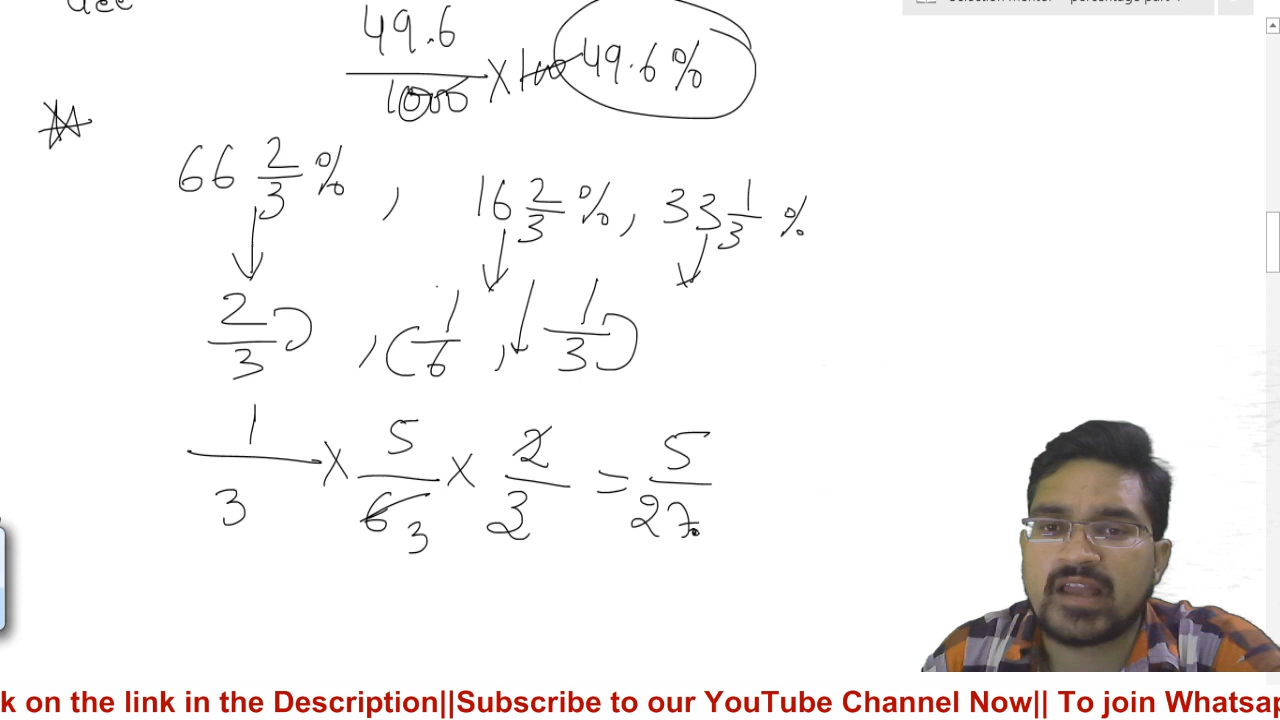 49.6
1000 × 100 49.6%
66 2/3 % , 16 2/3 %, 33 1/3 %
2/3 ) , ( 1/6 , 1/3 )
1/3 × 5/6 3 × 2/3 = 5/27
k on the link in the Description||Subscribe to our YouTube Channel Now|| To join Whatsap